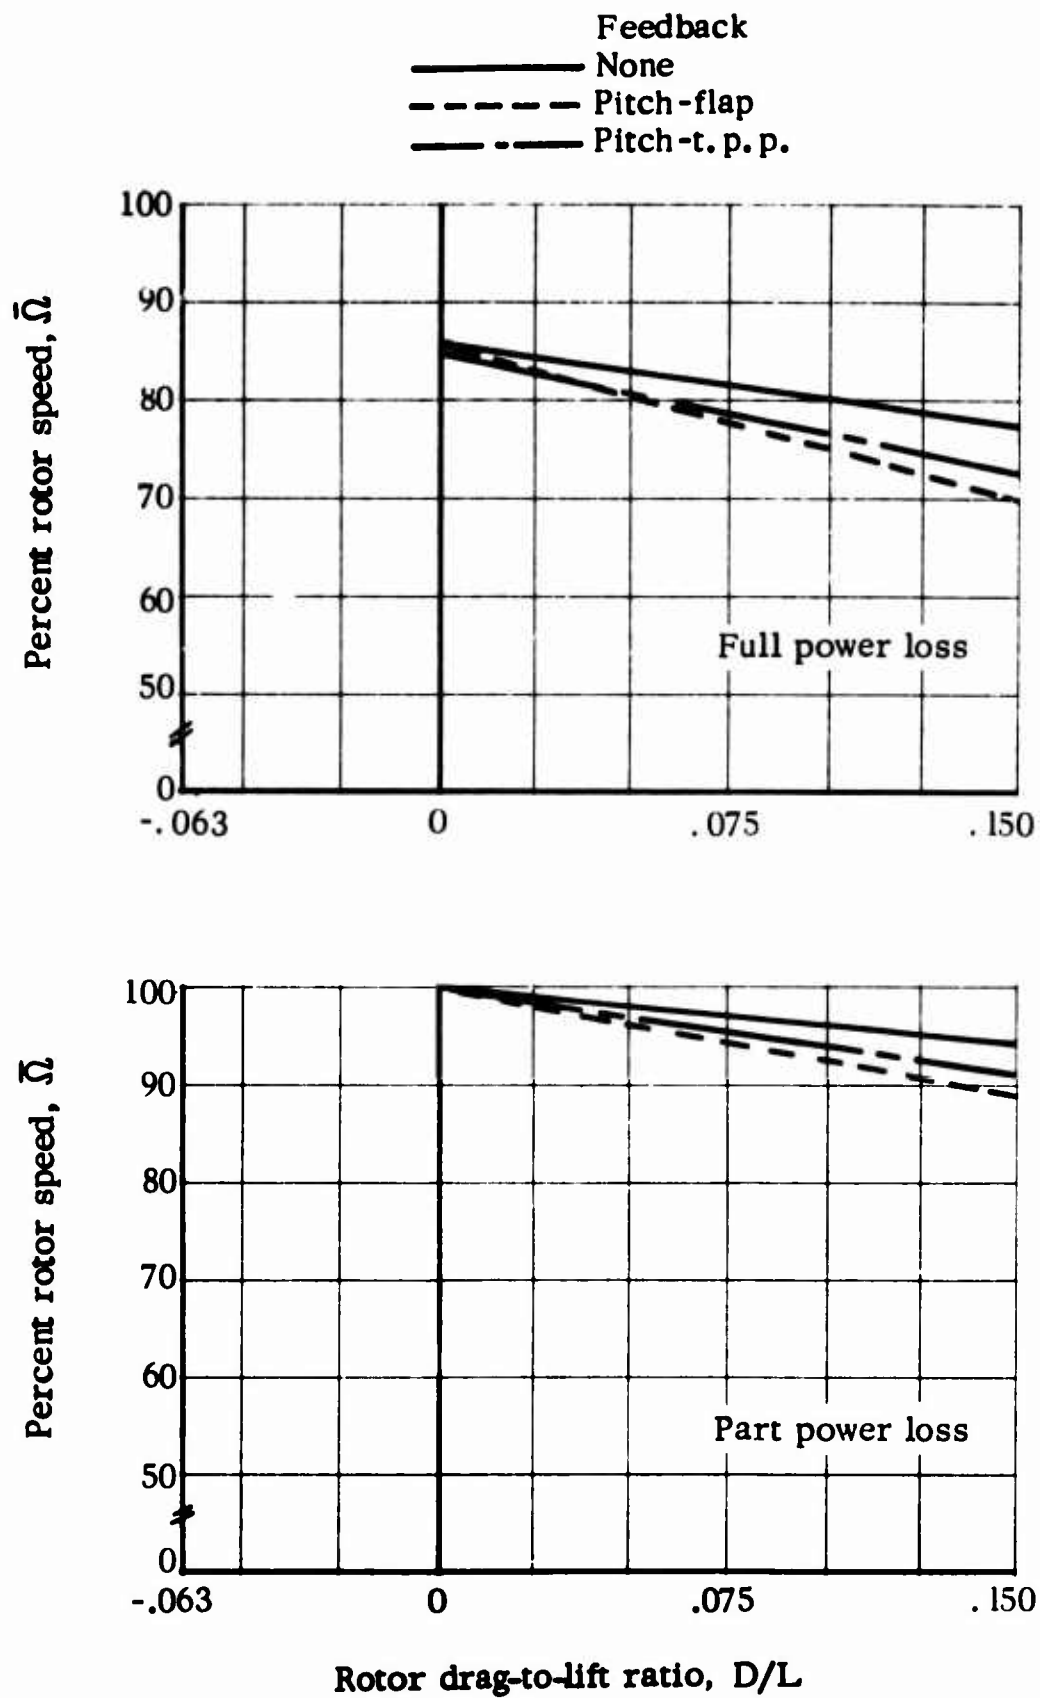 Feedback
None
Pitch-flap
Pitch-t.p.p.
100
90
80
70
60
50
0
Percent rotor speed, Ω̄
Full power loss
-.063 0 .075 .150
100
90
80
70
60
50
0
Percent rotor speed, Ω̄
Part power loss
-.063 0 .075 .150
Rotor drag-to-lift ratio, D/L